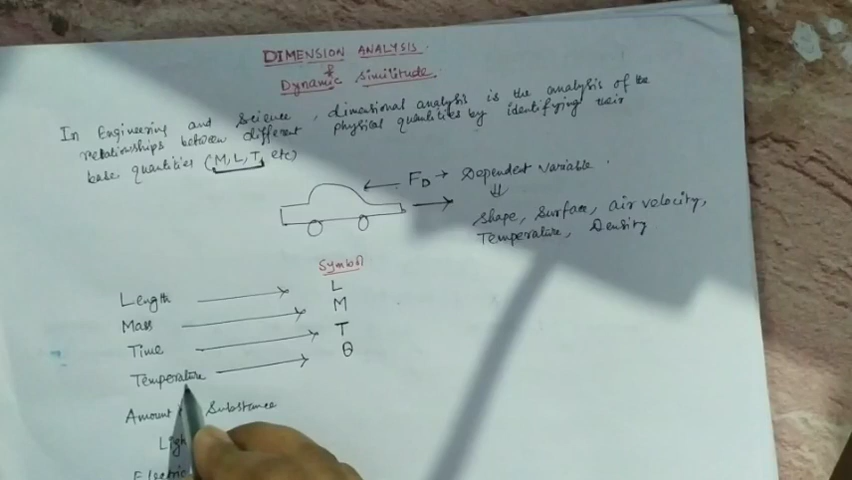 DIMENSION ANALYSIS
&
Dynamic Similitude
In Engineering and Science, dimentional analysis is the analysis of the
relationships between different physical quantities by identifying their
base quantities (M, L, T, etc)
FD → Dependent Variable.
⇓
Shape, Surface, air velocity,
Temperature, Density
Symbol
Length → L
Mass → M
Time → T
Temperature → θ
Amount Substance